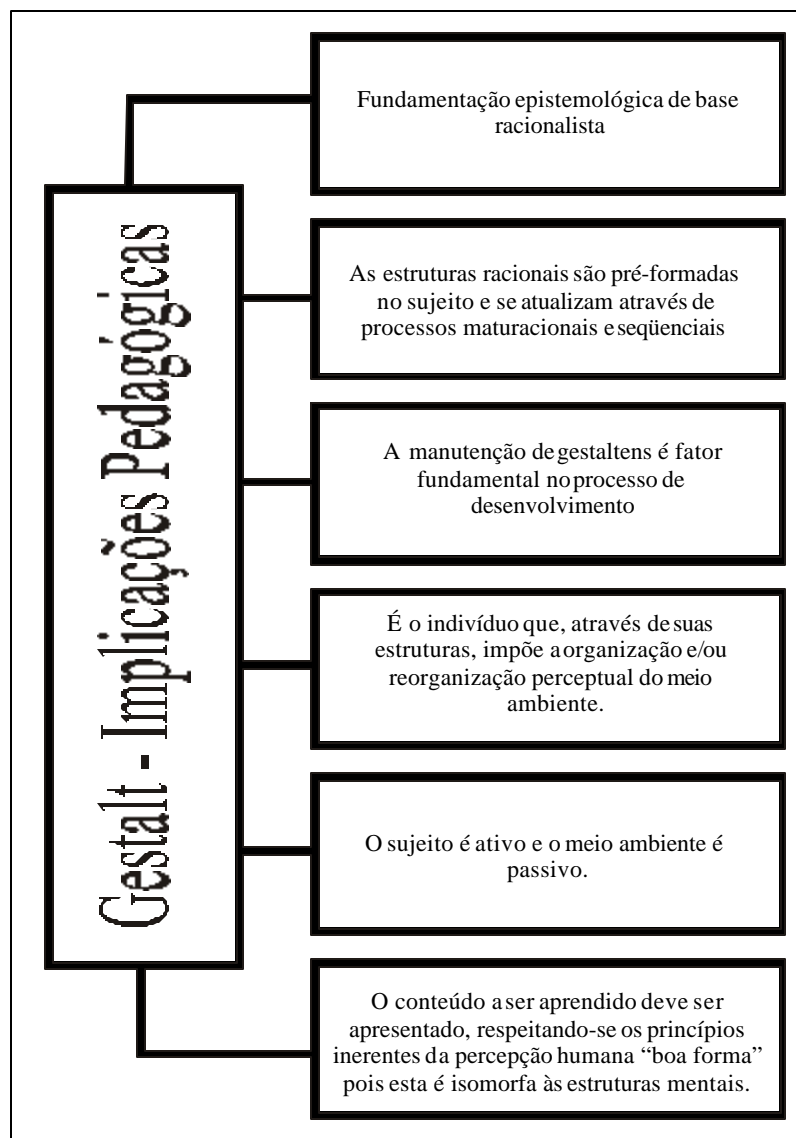 Gestalt - Implicações Pedagógicas
Fundamentação epistemológica de base
racionalista
As estruturas racionais são pré-formadas
no sujeito e se atualizam através de
processos maturacionais e seqüenciais
A manutenção de gestaltens é fator
fundamental no processo de
desenvolvimento
É o indivíduo que, através de suas
estruturas, impõe a organização e/ou
reorganização perceptual do meio
ambiente.
O sujeito é ativo e o meio ambiente é
passivo.
O conteúdo a ser aprendido deve ser
apresentado, respeitando-se os princípios
inerentes da percepção humana “boa forma”
pois esta é isomorfa às estruturas mentais.